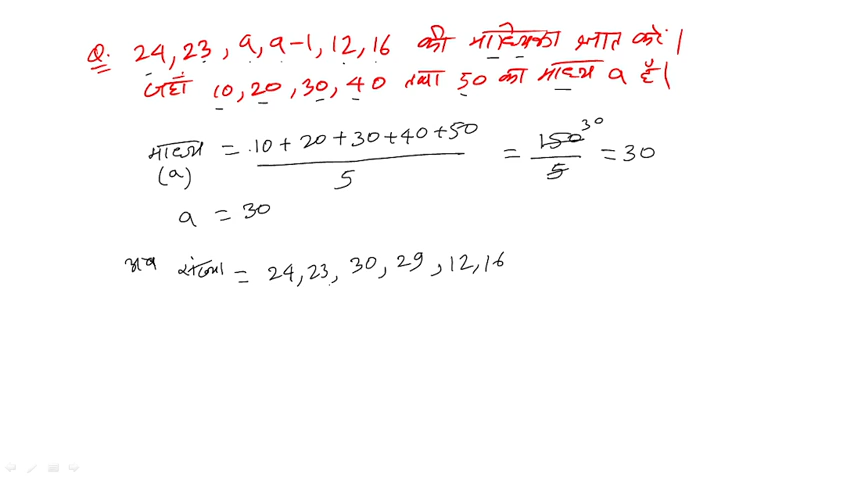 Q. 24, 23, a, a-1, 12, 16 की माध्यिका ज्ञात करें।
जहाँ 10, 20, 30, 40 तथा 50 का माध्य a है।
माध्य (a) = 10 + 20 + 30 + 40 + 50 / 5 = 150 30 / 5 = 30
a = 30
अब संख्या = 24, 23, 30, 29, 12, 16